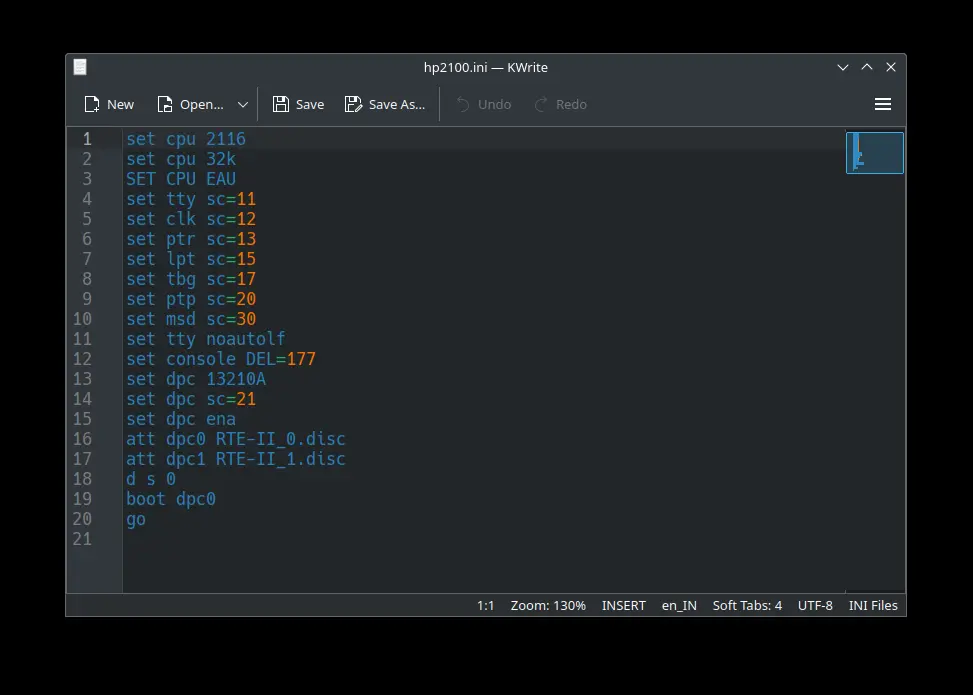 hp2100.ini — KWrite
New Open... Save Save As... Undo Redo
1 set cpu 2116
2 set cpu 32k
3 SET CPU EAU
4 set tty sc=11
5 set clk sc=12
6 set ptr sc=13
7 set lpt sc=15
8 set tbg sc=17
9 set ptp sc=20
10 set msd sc=30
11 set tty noautolf
12 set console DEL=177
13 set dpc 13210A
14 set dpc sc=21
15 set dpc ena
16 att dpc0 RTE-II_0.disc
17 att dpc1 RTE-II_1.disc
18 d s 0
19 boot dpc0
20 go
21
1:1 Zoom: 130% INSERT en_IN Soft Tabs: 4 UTF-8 INI Files